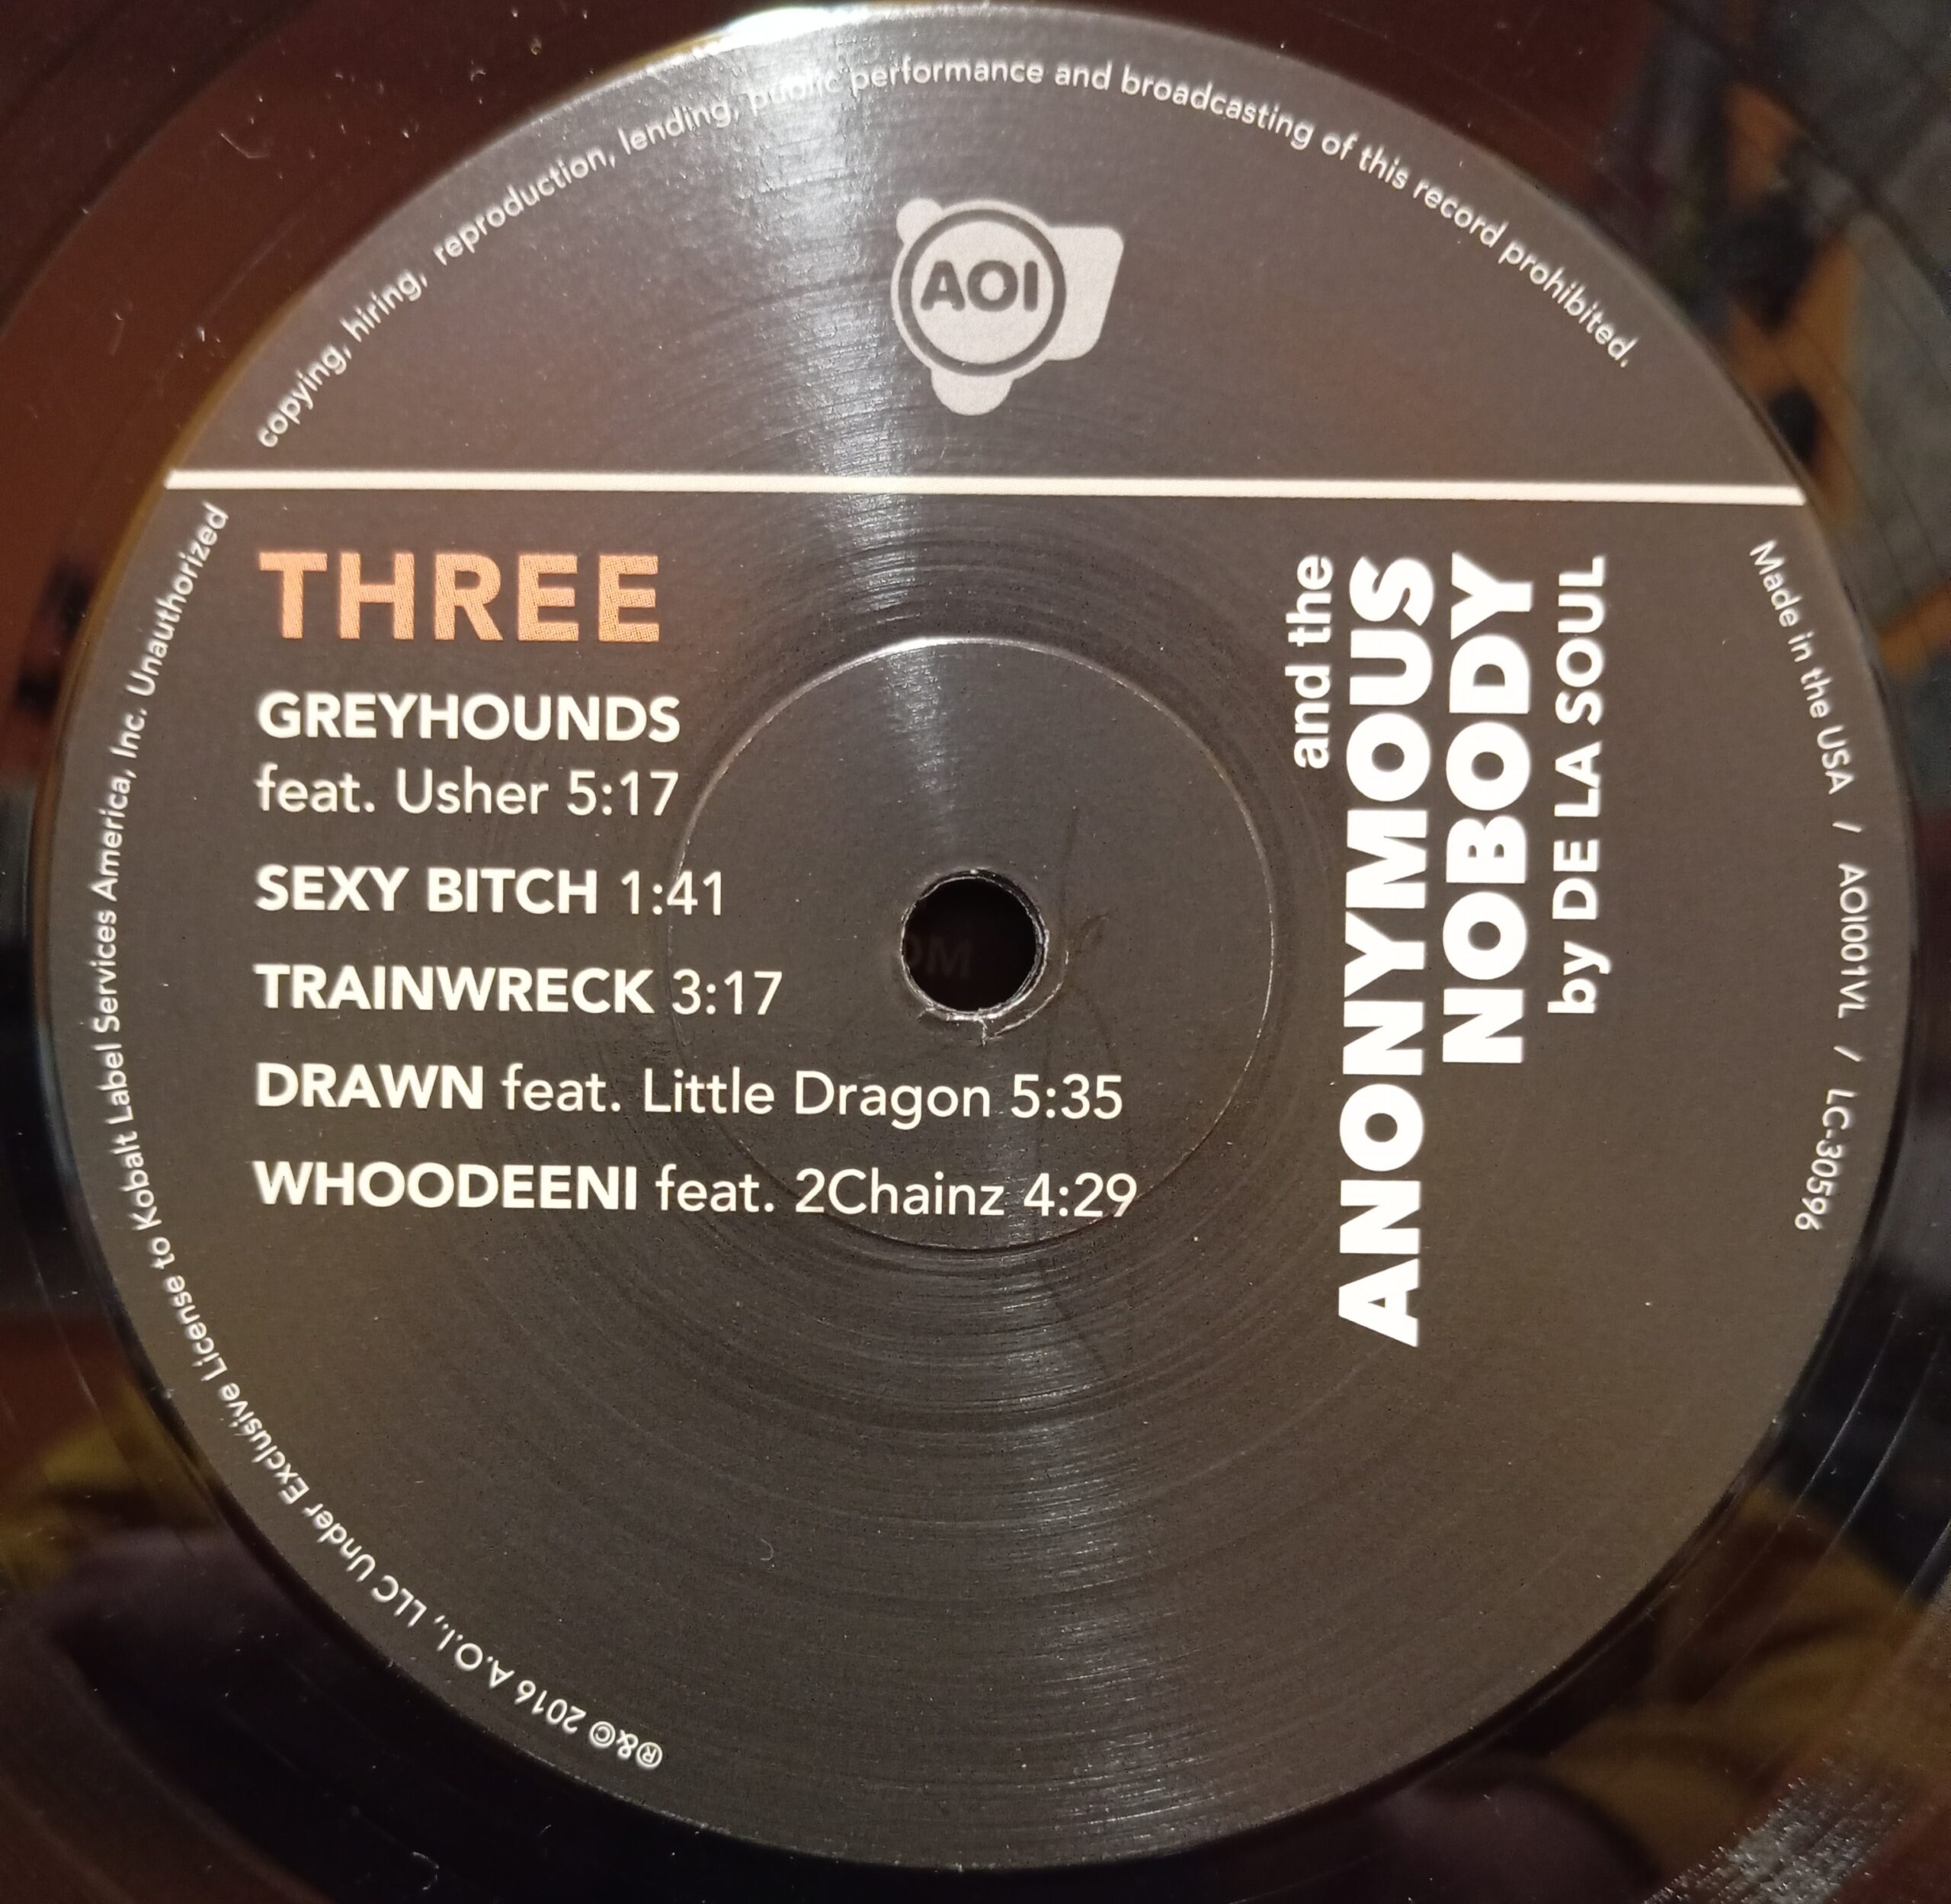 AOI
THREE
GREYHOUNDS
feat. Usher 5:17
SEXY BITCH 1:41
TRAINWRECK 3:17
DRAWN feat. Little Dragon 5:35
WHOODEENI feat. 2Chainz 4:29
and the
ANONYMOUS
NOBODY
by DE LA SOUL
℗&© 2016 A.O.I., LLC Under Exclusive License to Kobalt Label Services America, Inc. Unauthorized copying, hiring, reproduction, lending, public performance and broadcasting of this record prohibited.
Made in the USA / AOI001VL / LC-30596